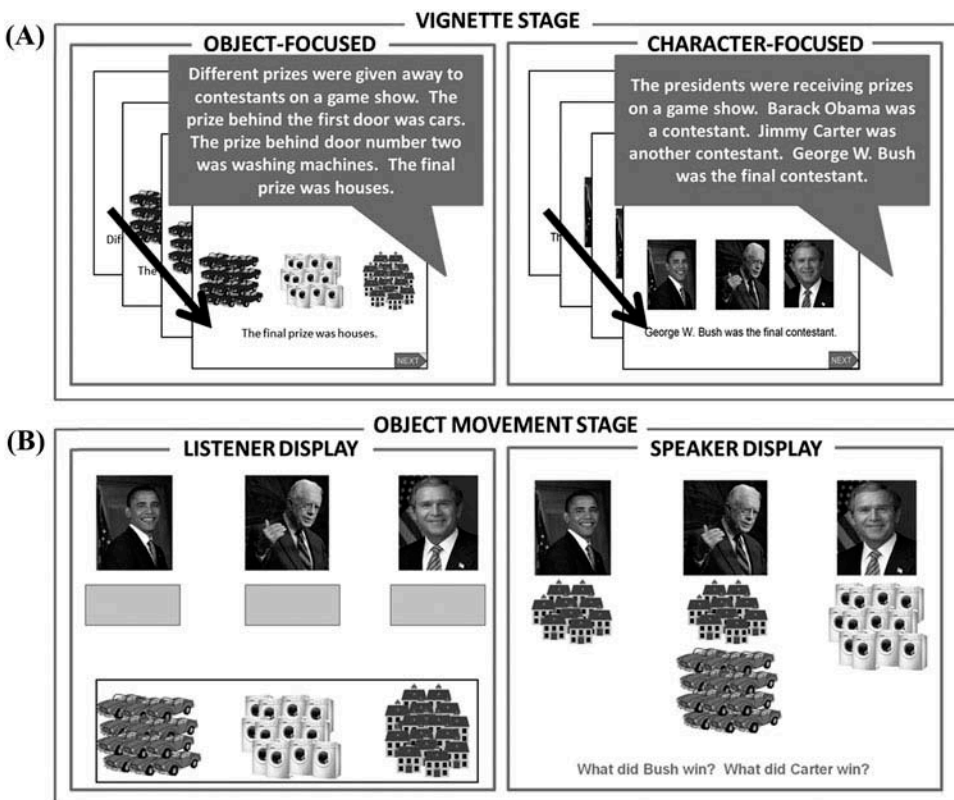 (A)
VIGNETTE STAGE
OBJECT-FOCUSED
Different prizes were given away to
contestants on a game show. The
prize behind the first door was cars.
The prize behind door number two
was washing machines. The final
prize was houses.
Dif
The
The final prize was houses.
NEXT
CHARACTER-FOCUSED
The presidents were receiving prizes
on a game show. Barack Obama was
a contestant. Jimmy Carter was
another contestant. George W. Bush
was the final contestant.
Th
George W. Bush was the final contestant.
NEXT
(B)
OBJECT MOVEMENT STAGE
LISTENER DISPLAY
SPEAKER DISPLAY
What did Bush win? What did Carter win?